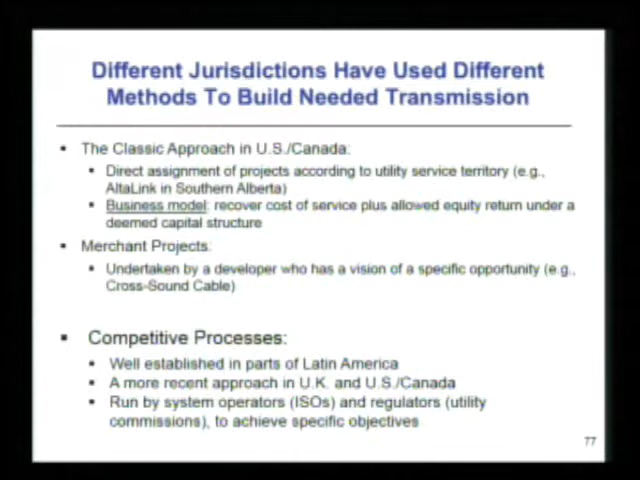 Different Jurisdictions Have Used Different
Methods To Build Needed Transmission
▪ The Classic Approach in U.S./Canada:
▪ Direct assignment of projects according to utility service territory (e.g.,
AltaLink in Southern Alberta)
▪ Business model: recover cost of service plus allowed equity return under a
deemed capital structure
▪ Merchant Projects:
▪ Undertaken by a developer who has a vision of a specific opportunity (e.g.,
Cross-Sound Cable)
▪ Competitive Processes:
▪ Well established in parts of Latin America
▪ A more recent approach in U.K. and U.S./Canada
▪ Run by system operators (ISOs) and regulators (utility
commissions), to achieve specific objectives
77